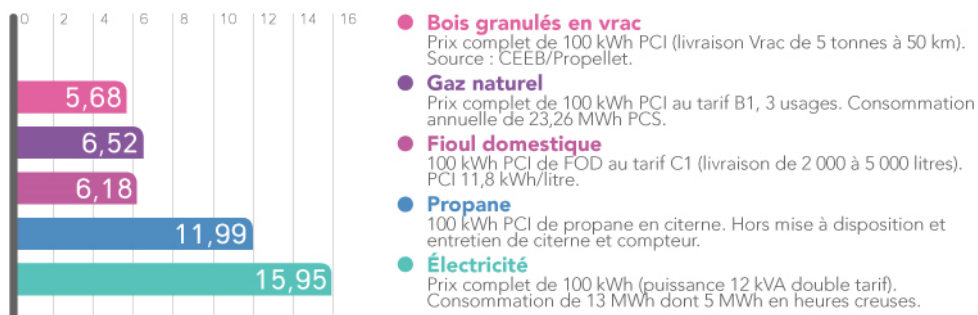 0 2 4 6 8 10 12 14 16
5,68
6,52
6,18
11,99
15,95
Bois granulés en vrac
Prix complet de 100 kWh PCI (livraison Vrac de 5 tonnes à 50 km).
Source : CEEB/Propellet.
Gaz naturel
Prix complet de 100 kWh PCI au tarif B1, 3 usages. Consommation
annuelle de 23,26 MWh PCS.
Fioul domestique
100 kWh PCI de FOD au tarif C1 (livraison de 2 000 à 5 000 litres).
PCI 11,8 kWh/litre.
Propane
100 kWh PCI de propane en citerne. Hors mise à disposition et
entretien de citerne et compteur.
Électricité
Prix complet de 100 kWh (puissance 12 kVA double tarif).
Consommation de 13 MWh dont 5 MWh en heures creuses.